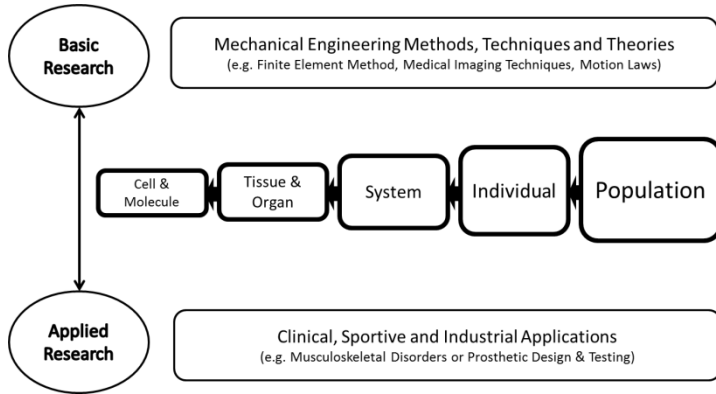 Basic
Research
Mechanical Engineering Methods, Techniques and Theories
(e.g. Finite Element Method, Medical Imaging Techniques, Motion Laws)
Cell &
Molecule
Tissue &
Organ
System
Individual
Population
Applied
Research
Clinical, Sportive and Industrial Applications
(e.g. Musculoskeletal Disorders or Prosthetic Design & Testing)